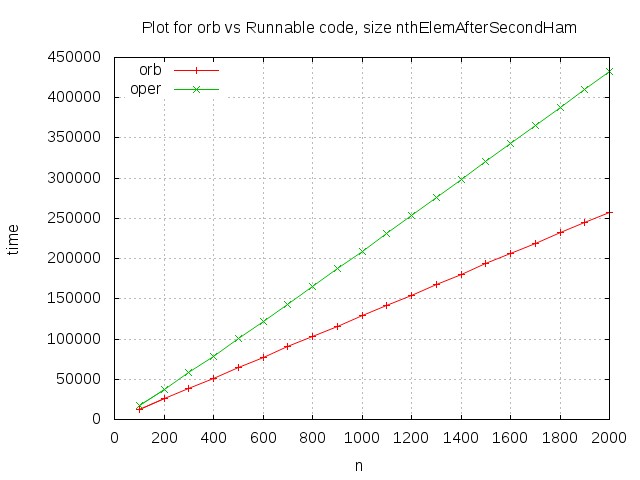 Plot for orb vs Runnable code, size nthElemAfterSecondHam
450000
400000
350000
300000
250000
200000
150000
100000
50000
0
orb
oper
time
0 200 400 600 800 1000 1200 1400 1600 1800 2000
n